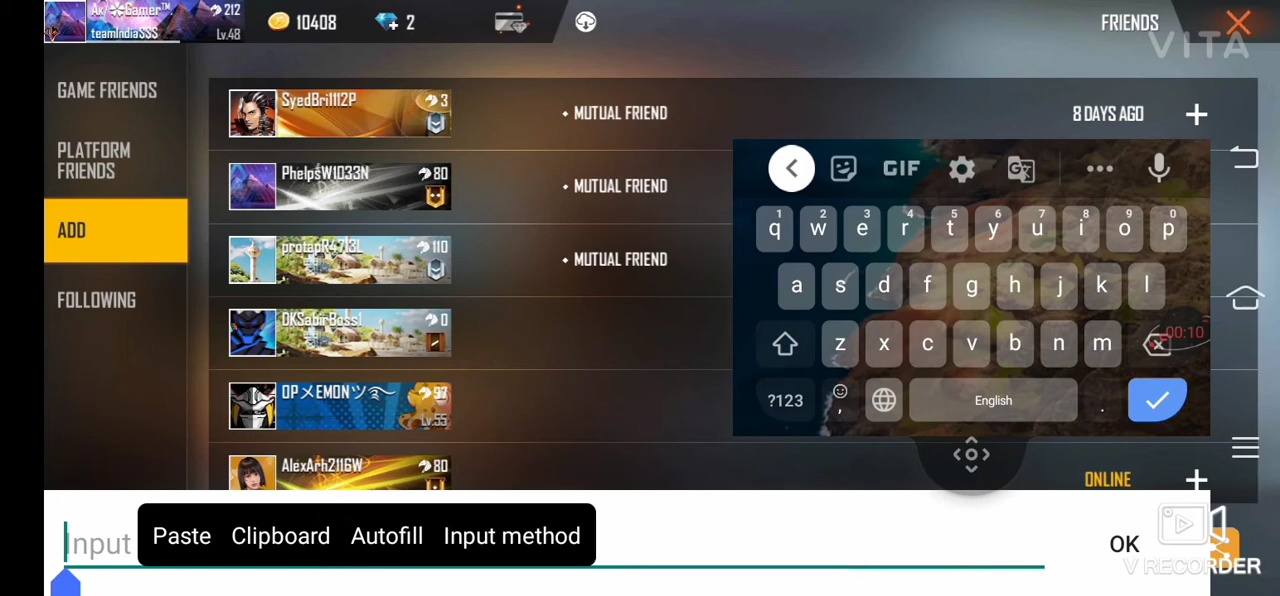 Ax/✲Gamer™
212
teamIndia$$$
Lv.48
10408
2
FRIENDS
VITA
GAME FRIENDS
PLATFORM
FRIENDS
ADD
FOLLOWING
SyedBri1112P
3
• MUTUAL FRIEND
8 DAYS AGO
PhelpsW1033N
80
• MUTUAL FRIEND
protapR4713L
110
• MUTUAL FRIEND
DKSabirBoss1
0
OPメEMONツ
97
Lv.55
AlexArh2116W
80
ONLINE
GIF
1 2 3 4 5 6 7 8 9 0
q w e r t y u i o p
a s d f g h j k l
z x c v b n m
00:10
?123
,
English
.
Input
Paste Clipboard Autofill Input method
OK
V RECORDER